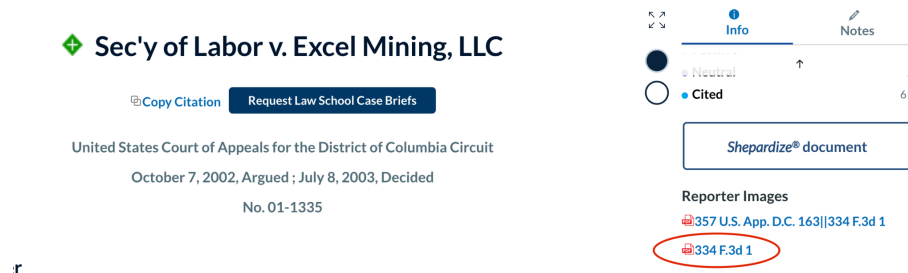 Sec'y of Labor v. Excel Mining, LLC
Copy Citation Request Law School Case Briefs
United States Court of Appeals for the District of Columbia Circuit
October 7, 2002, Argued ; July 8, 2003, Decided
No. 01-1335
er
Info Notes
Neutral
Cited 6
Shepardize® document
Reporter Images
357 U.S. App. D.C. 163||334 F.3d 1
334 F.3d 1